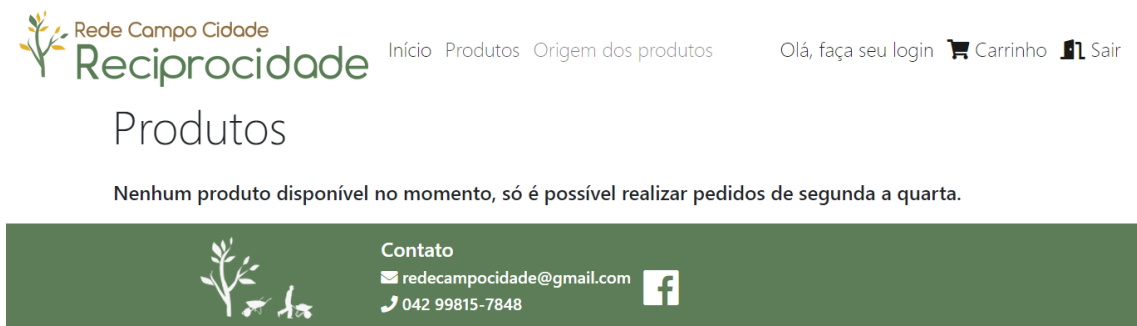 Rede Campo Cidade
Reciprocidade
Início Produtos Origem dos produtos Olá, faça seu login Carrinho Sair
Produtos
Nenhum produto disponível no momento, só é possível realizar pedidos de segunda a quarta.
Contato
redecampocidade@gmail.com
042 99815-7848